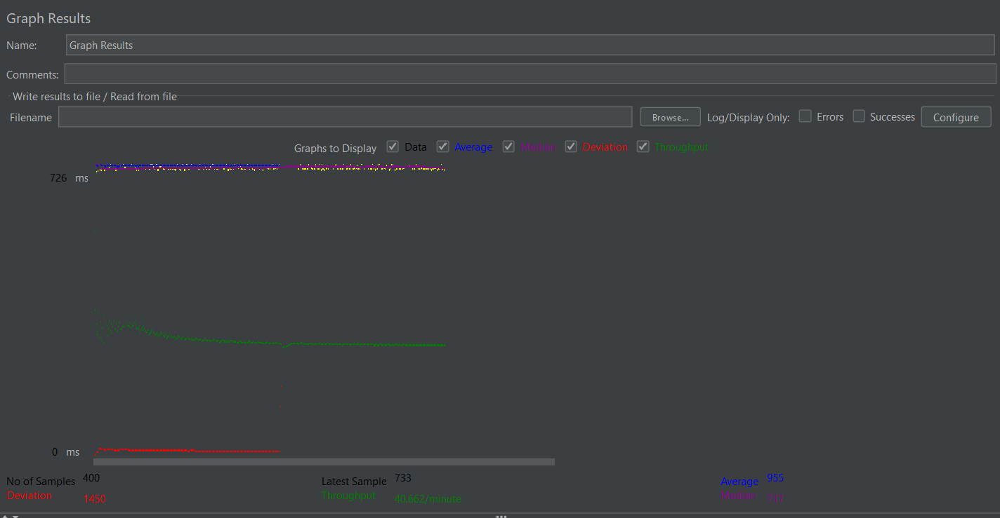 Graph Results
Name: Graph Results
Comments:
Write results to file / Read from file
Filename Browse... Log/Display Only: Errors Successes Configure
Graphs to Display Data Average Median Deviation Throughput
726 ms
0 ms
No of Samples 400 Latest Sample 733 Average 955
Deviation 1450 Throughput 40.662/minute Median 717